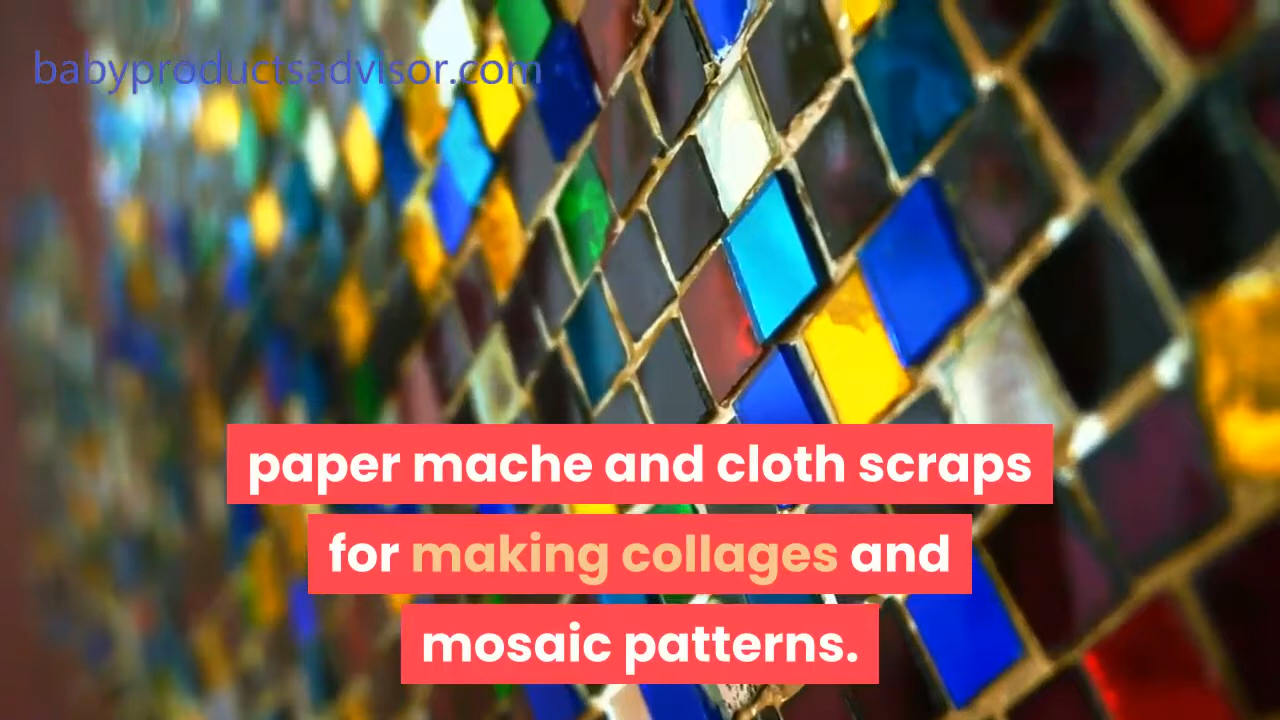 babyproductsadvisor.com
paper mache and cloth scraps
for making collages and
mosaic patterns.